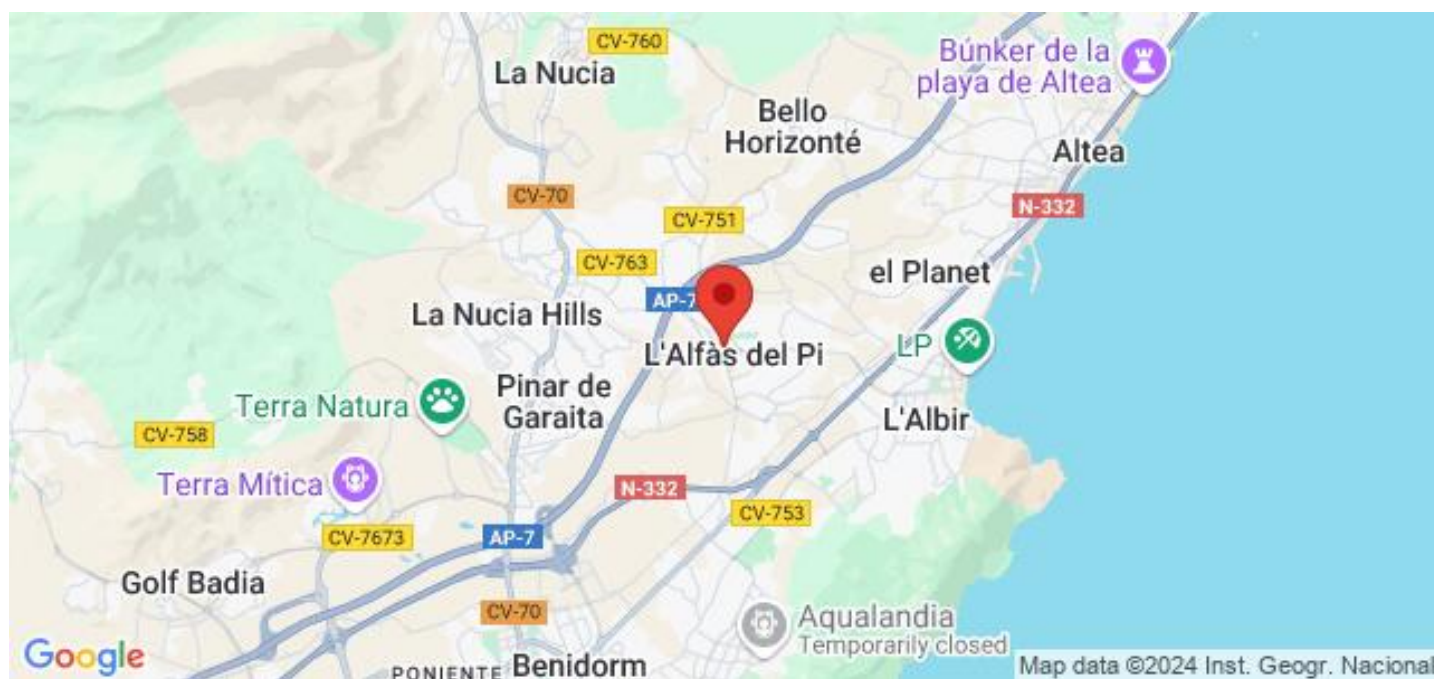 CV-760
La Nucia
Búnker de la
playa de Altea
Bello
Horizonté
Altea
CV-70
N-332
CV-751
CV-763
el Planet
AP-7
La Nucia Hills
L'Alfàs del Pi
LP
Pinar de
Garaita
Terra Natura
L'Albir
CV-758
Terra Mítica
N-332
CV-753
CV-7673
AP-7
Golf Badia
CV-70
Aqualandia
Temporarily closed
Google
PONIENTE
Benidorm
Map data ©2024 Inst. Geogr. Nacional